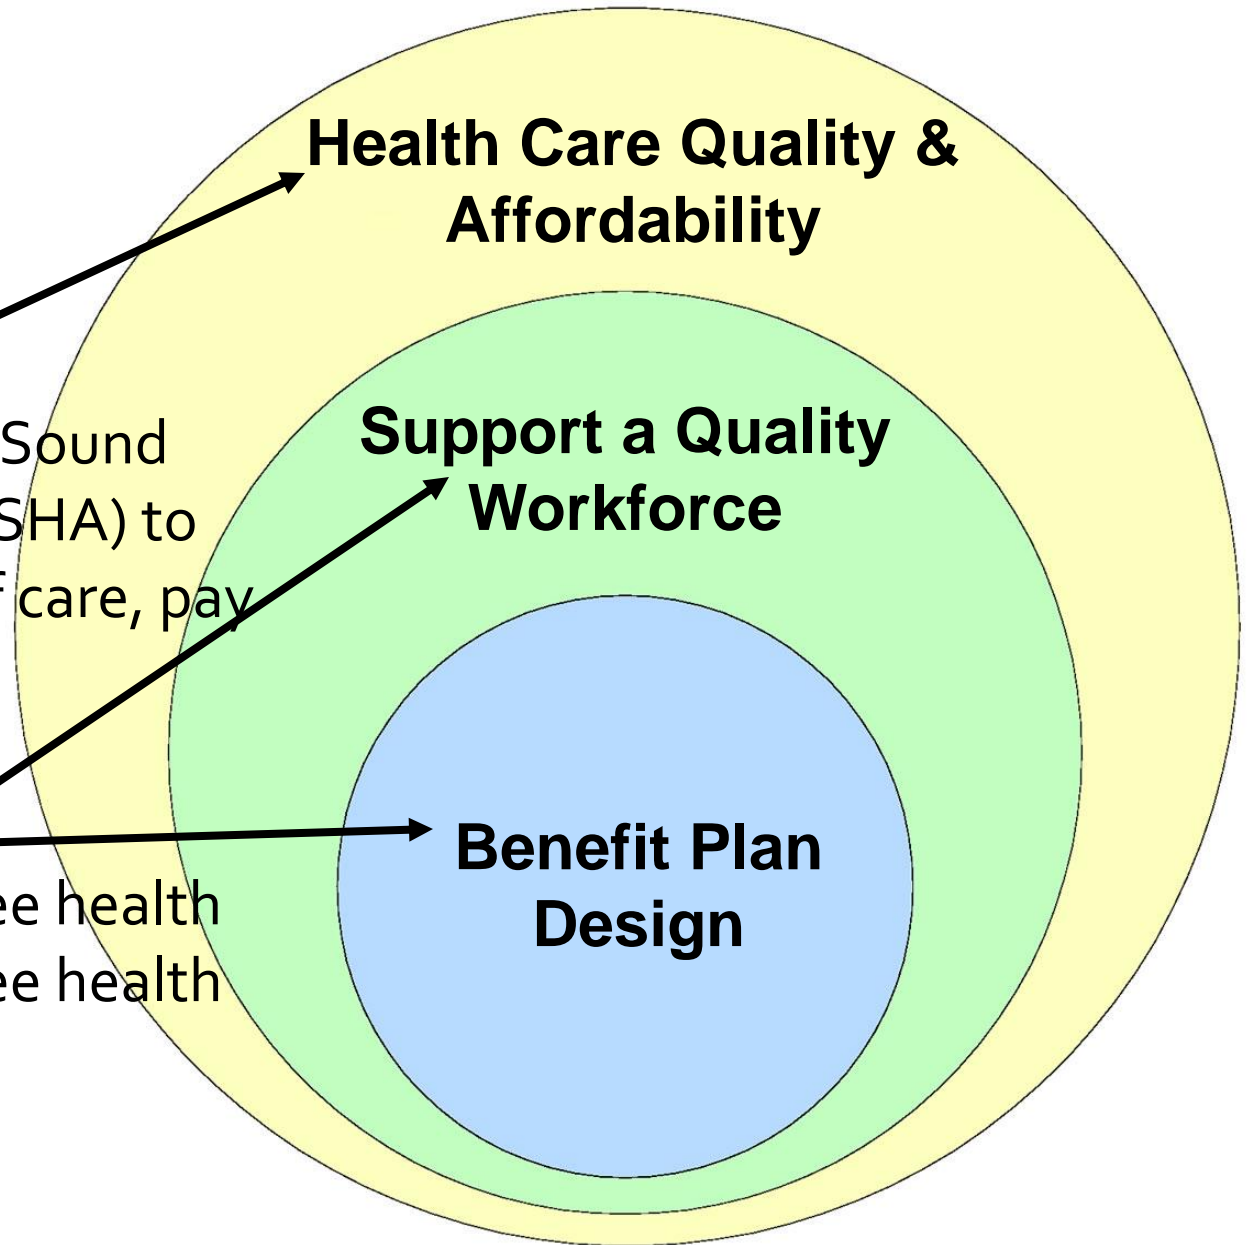 Health Care Quality &
Affordability
Sound
SHA) to
f care, pay
Support a Quality
Workforce
ee health
ee health
Benefit Plan
Design